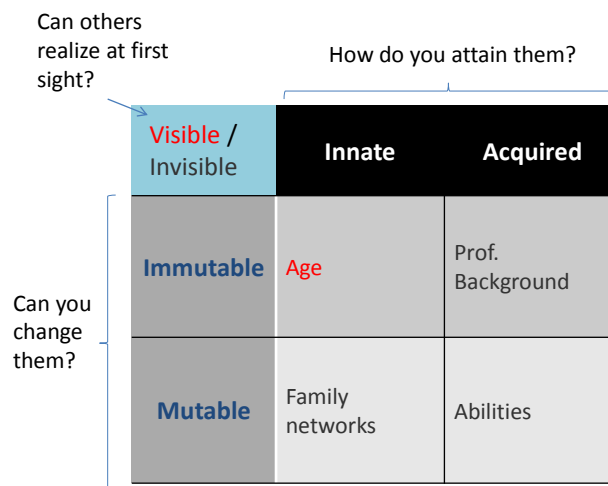 Can others
realize at first
sight?
How do you attain them?
Visible /
Invisible
Innate
Acquired
Immutable
Age
Prof.
Background
Can you
change
them?
Mutable
Family
networks
Abilities